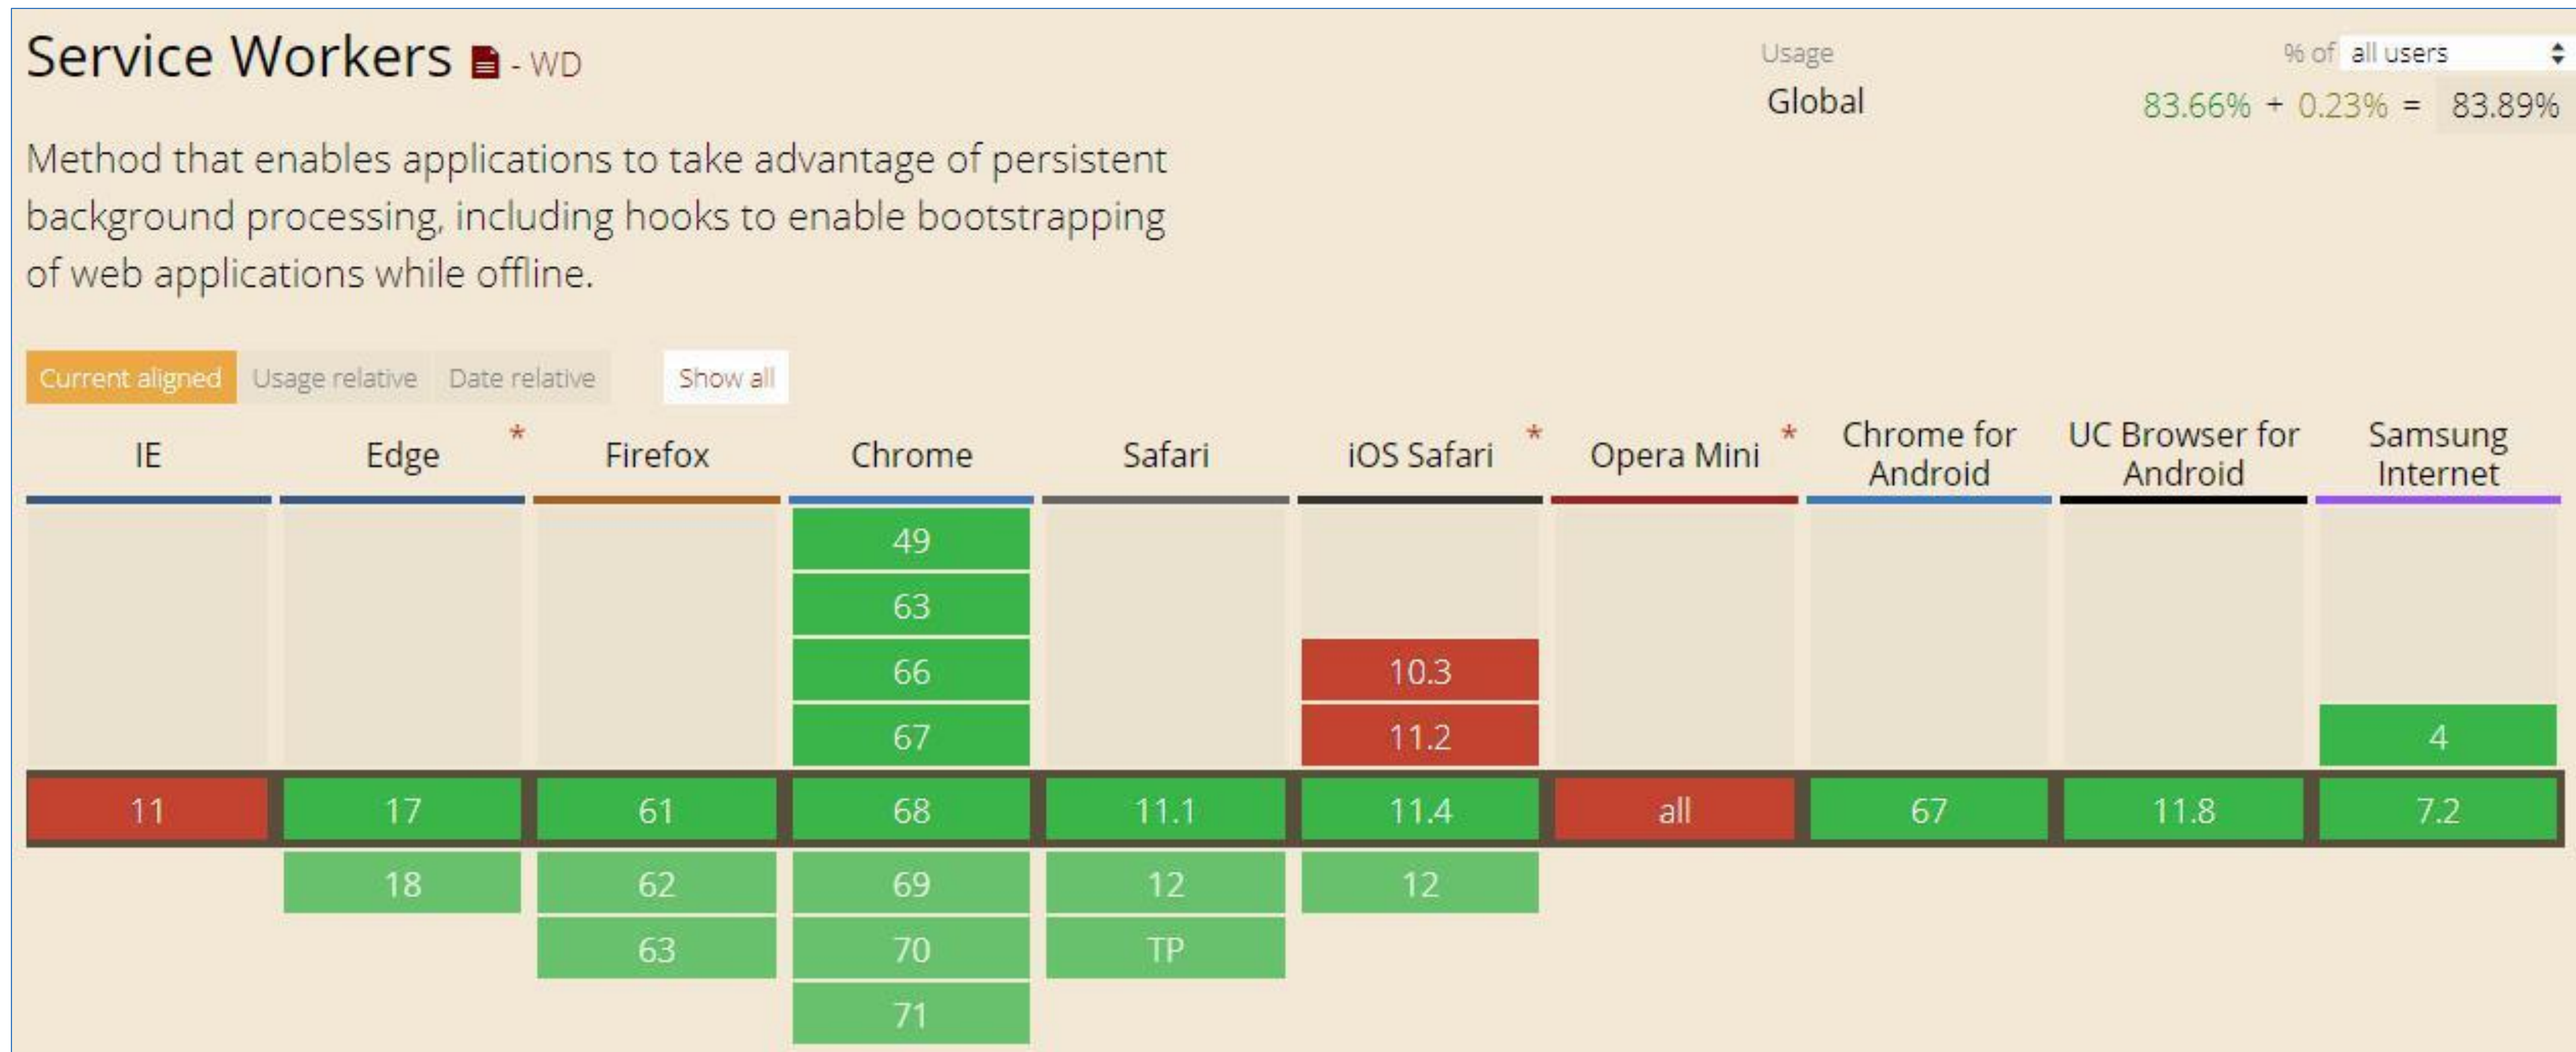 Service Workers - WD
Usage % of all users
Global 83.66% + 0.23% = 83.89%
Method that enables applications to take advantage of persistent
background processing, including hooks to enable bootstrapping
of web applications while offline.
Current aligned Usage relative Date relative Show all
IE Edge * Firefox Chrome Safari iOS Safari * Opera Mini * Chrome for Android UC Browser for Android Samsung Internet
49
63
66 10.3
67 11.2 4
11 17 61 68 11.1 11.4 all 67 11.8 7.2
18 62 69 12 12
63 70 TP
71